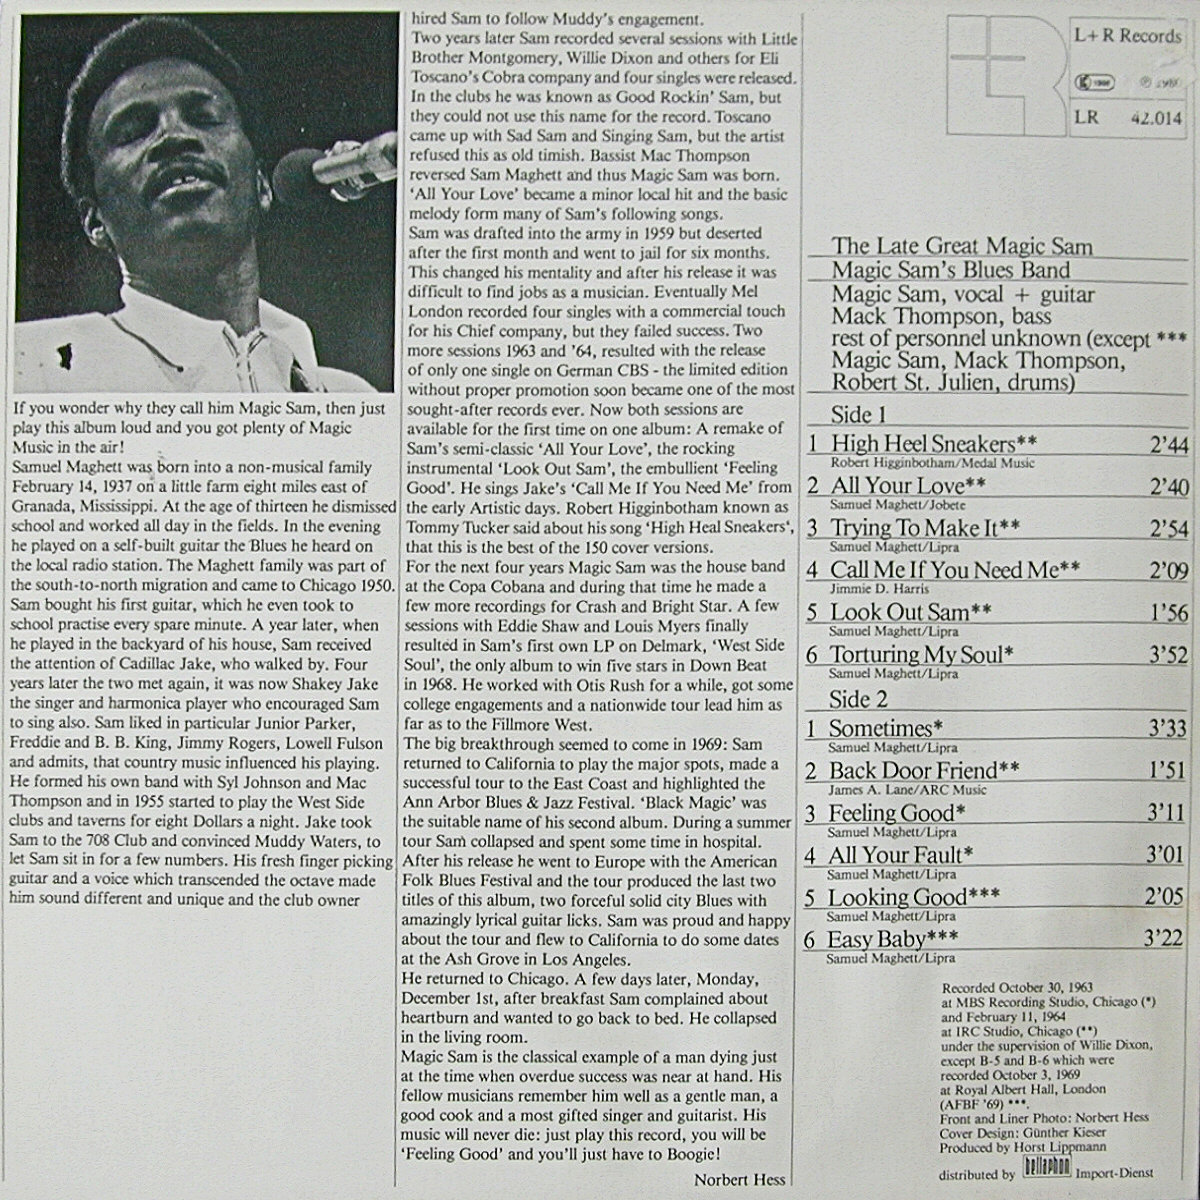 If you wonder why they call him Magic Sam, then just
play this album loud and you got plenty of Magic
Music in the air!
Samuel Maghett was born into a non-musical family
February 14, 1937 on a little farm eight miles east of
Granada, Mississippi. At the age of thirteen he dismissed
school and worked all day in the fields. In the evening
he played on a self-built guitar the Blues he heard on
the local radio station. The Maghett family was part of
the south-to-north migration and came to Chicago 1950.
Sam bought his first guitar, which he even took to
school practise every spare minute. A year later, when
he played in the backyard of his house, Sam received
the attention of Cadillac Jake, who walked by. Four
years later the two met again, it was now Shakey Jake
the singer and harmonica player who encouraged Sam
to sing also. Sam liked in particular Junior Parker,
Freddie and B. B. King, Jimmy Rogers, Lowell Fulson
and admits, that country music influenced his playing.
He formed his own band with Syl Johnson and Mac
Thompson and in 1955 started to play the West Side
clubs and taverns for eight Dollars a night. Jake took
Sam to the 708 Club and convinced Muddy Waters, to
let Sam sit in for a few numbers. His fresh finger picking
guitar and a voice which transcended the octave made
him sound different and unique and the club owner
hired Sam to follow Muddy's engagement.
Two years later Sam recorded several sessions with Little
Brother Montgomery, Willie Dixon and others for Eli
Toscano's Cobra company and four singles were released.
In the clubs he was known as Good Rockin' Sam, but
they could not use this name for the record. Toscano
came up with Sad Sam and Singing Sam, but the artist
refused this as old timish. Bassist Mac Thompson
reversed Sam Maghett and thus Magic Sam was born.
'All Your Love' became a minor local hit and the basic
melody form many of Sam's following songs.
Sam was drafted into the army in 1959 but deserted
after the first month and went to jail for six months.
This changed his mentality and after his release it was
difficult to find jobs as a musician. Eventually Mel
London recorded four singles with a commercial touch
for his Chief company, but they failed success. Two
more sessions 1963 and '64, resulted with the release
of only one single on German CBS - the limited edition
without proper promotion soon became one of the most
sought-after records ever. Now both sessions are
available for the first time on one album: A remake of
Sam's semi-classic 'All Your Love', the rocking
instrumental 'Look Out Sam', the embullient 'Feeling
Good'. He sings Jake's 'Call Me If You Need Me' from
the early Artistic days. Robert Higginbotham known as
Tommy Tucker said about his song 'High Heal Sneakers',
that this is the best of the 150 cover versions.
For the next four years Magic Sam was the house band
at the Copa Cobana and during that time he made a
few more recordings for Crash and Bright Star. A few
sessions with Eddie Shaw and Louis Myers finally
resulted in Sam's first own LP on Delmark, 'West Side
Soul', the only album to win five stars in Down Beat
in 1968. He worked with Otis Rush for a while, got some
college engagements and a nationwide tour lead him as
far as to the Fillmore West.
The big breakthrough seemed to come in 1969: Sam
returned to California to play the major spots, made a
successful tour to the East Coast and highlighted the
Ann Arbor Blues & Jazz Festival. 'Black Magic' was
the suitable name of his second album. During a summer
tour Sam collapsed and spent some time in hospital.
After his release he went to Europe with the American
Folk Blues Festival and the tour produced the last two
titles of this album, two forceful solid city Blues with
amazingly lyrical guitar licks. Sam was proud and happy
about the tour and flew to California to do some dates
at the Ash Grove in Los Angeles.
He returned to Chicago. A few days later, Monday,
December 1st, after breakfast Sam complained about
heartburn and wanted to go back to bed. He collapsed
in the living room.
Magic Sam is the classical example of a man dying just
at the time when overdue success was near at hand. His
fellow musicians remember him well as a gentle man, a
good cook and a most gifted singer and guitarist. His
music will never die: just play this record, you will be
'Feeling Good' and you'll just have to Boogie!
Norbert Hess
LR
L+R Records
LR 42.014
The Late Great Magic Sam
Magic Sam's Blues Band
Magic Sam, vocal + guitar
Mack Thompson, bass
rest of personnel unknown (except ***
Magic Sam, Mack Thompson,
Robert St. Julien, drums)
Side 1
1 High Heel Sneakers** 2'44
Robert Higginbotham/Medal Music
2 All Your Love** 2'40
Samuel Maghett/Jobete
3 Trying To Make It** 2'54
Samuel Maghett/Lipra
4 Call Me If You Need Me** 2'09
Jimmie D. Harris
5 Look Out Sam** 1'56
Samuel Maghett/Lipra
6 Torturing My Soul* 3'52
Samuel Maghett/Lipra
Side 2
1 Sometimes* 3'33
Samuel Maghett/Lipra
2 Back Door Friend** 1'51
James A. Lane/ARC Music
3 Feeling Good* 3'11
Samuel Maghett/Lipra
4 All Your Fault* 3'01
Samuel Maghett/Lipra
5 Looking Good*** 2'05
Samuel Maghett/Lipra
6 Easy Baby*** 3'22
Samuel Maghett/Lipra
Recorded October 30, 1963
at MBS Recording Studio, Chicago (*)
and February 11, 1964
at IRC Studio, Chicago (**)
under the supervision of Willie Dixon,
except B-5 and B-6 which were
recorded October 3, 1969
at Royal Albert Hall, London
(AFBF '69) ***.
Front and Liner Photo: Norbert Hess
Cover Design: Günther Kieser
Produced by Horst Lippmann
distributed by bellaphon Import-Dienst